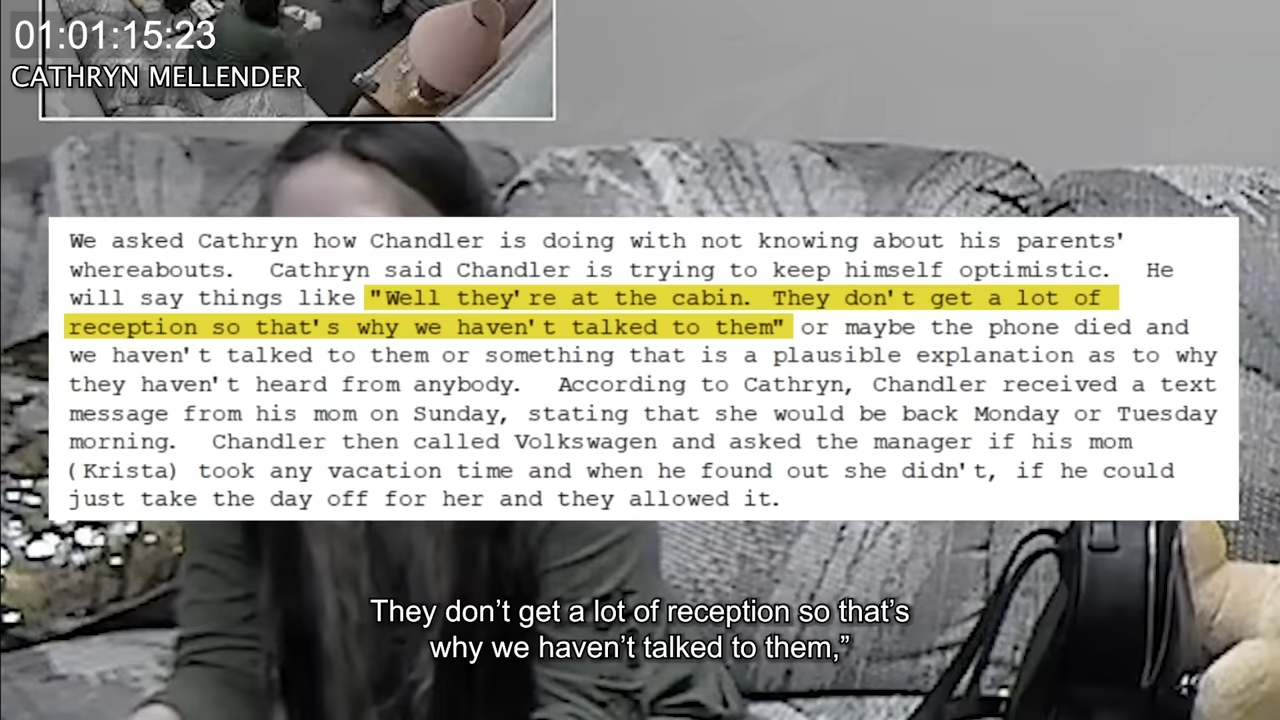 01:01:15:23
CATHRYN MELLENDER
We asked Cathryn how Chandler is doing with not knowing about his parents'
whereabouts.  Cathryn said Chandler is trying to keep himself optimistic.  He
will say things like "Well they're at the cabin.  They don't get a lot of
reception so that's why we haven't talked to them" or maybe the phone died and
we haven't talked to them or something that is a plausible explanation as to why
they haven't heard from anybody.  According to Cathryn, Chandler received a text
message from his mom on Sunday, stating that she would be back Monday or Tuesday
morning.  Chandler then called Volkswagen and asked the manager if his mom
(Krista) took any vacation time and when he found out she didn't, if he could
just take the day off for her and they allowed it.
They don’t get a lot of reception so that’s
why we haven’t talked to them,”